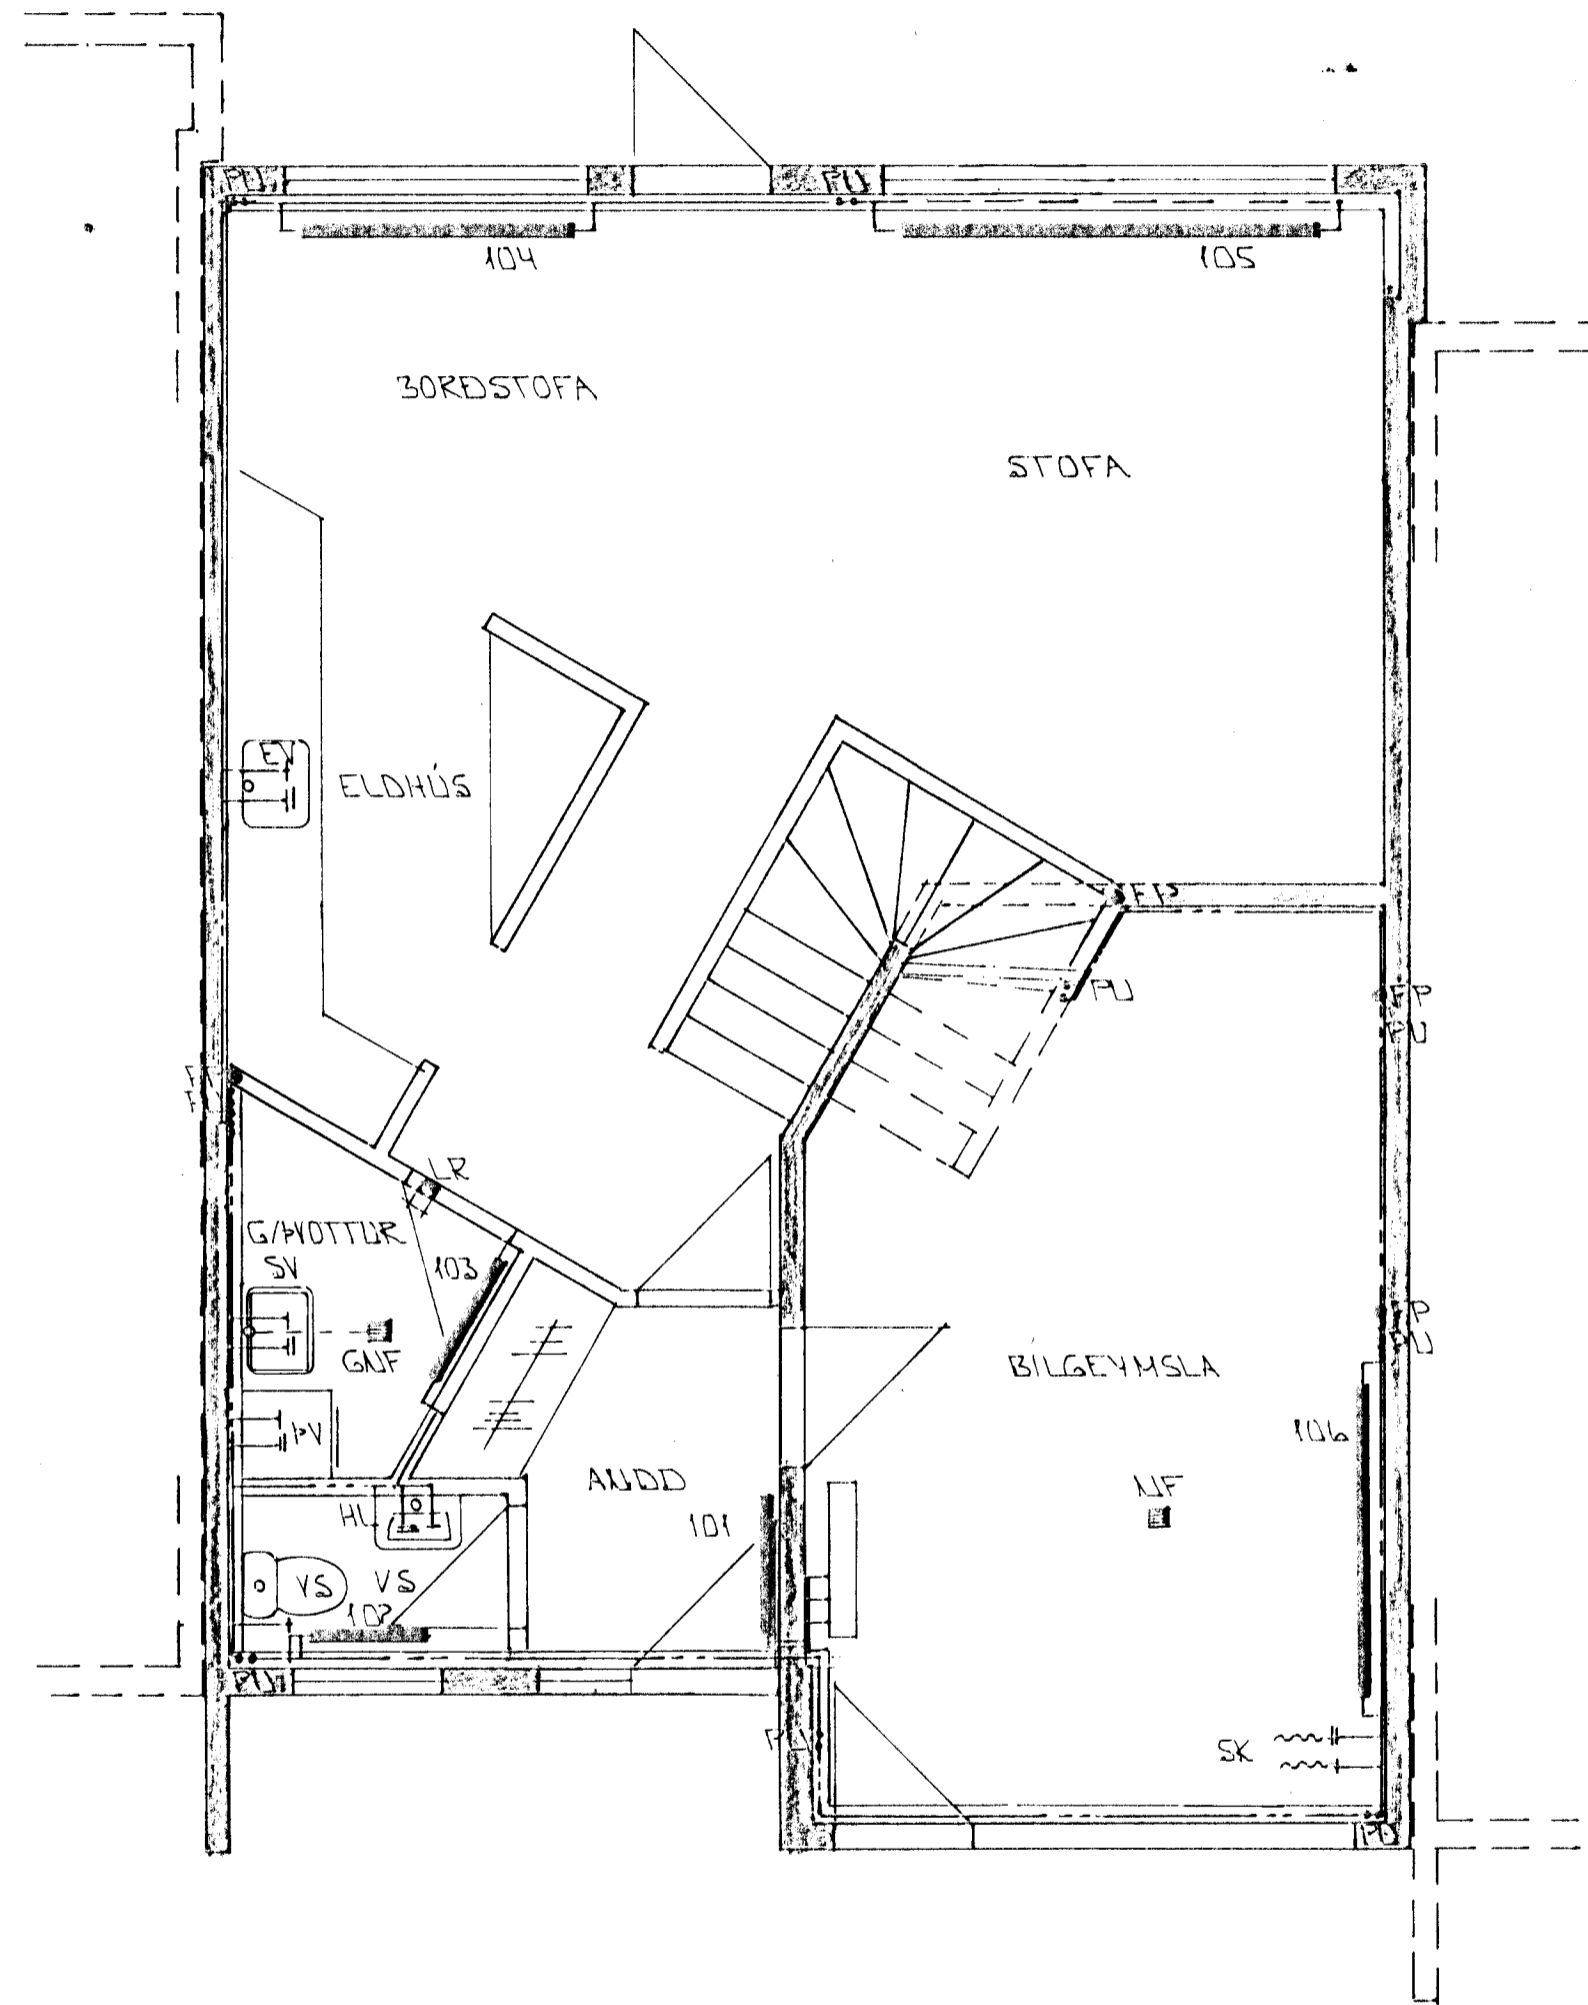 PU
PU
104
105
BORÐSTOFA
STOFA
EV
ELDHÚS
FP
PU
FP
PU
LR
G/ÞVOTTUR
SV
103
GNF
FP
PU
BÍLGEYMSLA
106
ÞV
ANDD
NF
HL
101
VS
VS
102
PU
PU
SK
PU